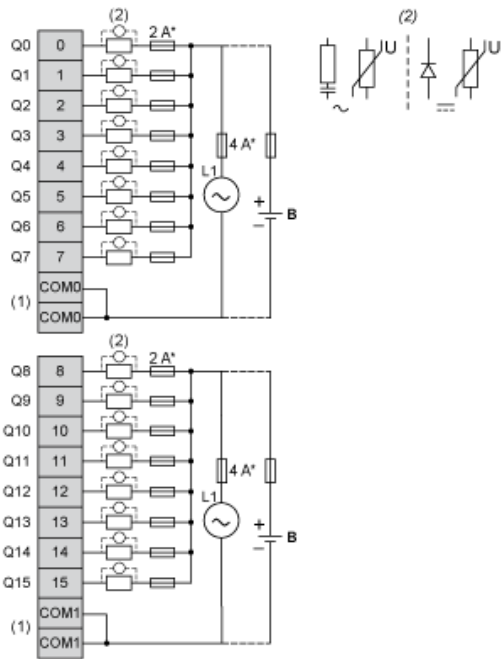 (2)
2 A*
Q0 0
Q1 1
Q2 2
Q3 3
Q4 4
Q5 5
Q6 6
Q7 7
COM0
(1)
COM0
4 A*
L1
~
+
−
B
(2)
2 A*
Q8 8
Q9 9
Q10 10
Q11 11
Q12 12
Q13 13
Q14 14
Q15 15
COM1
(1)
COM1
4 A*
L1
~
+
−
B
(2)
U
U
~